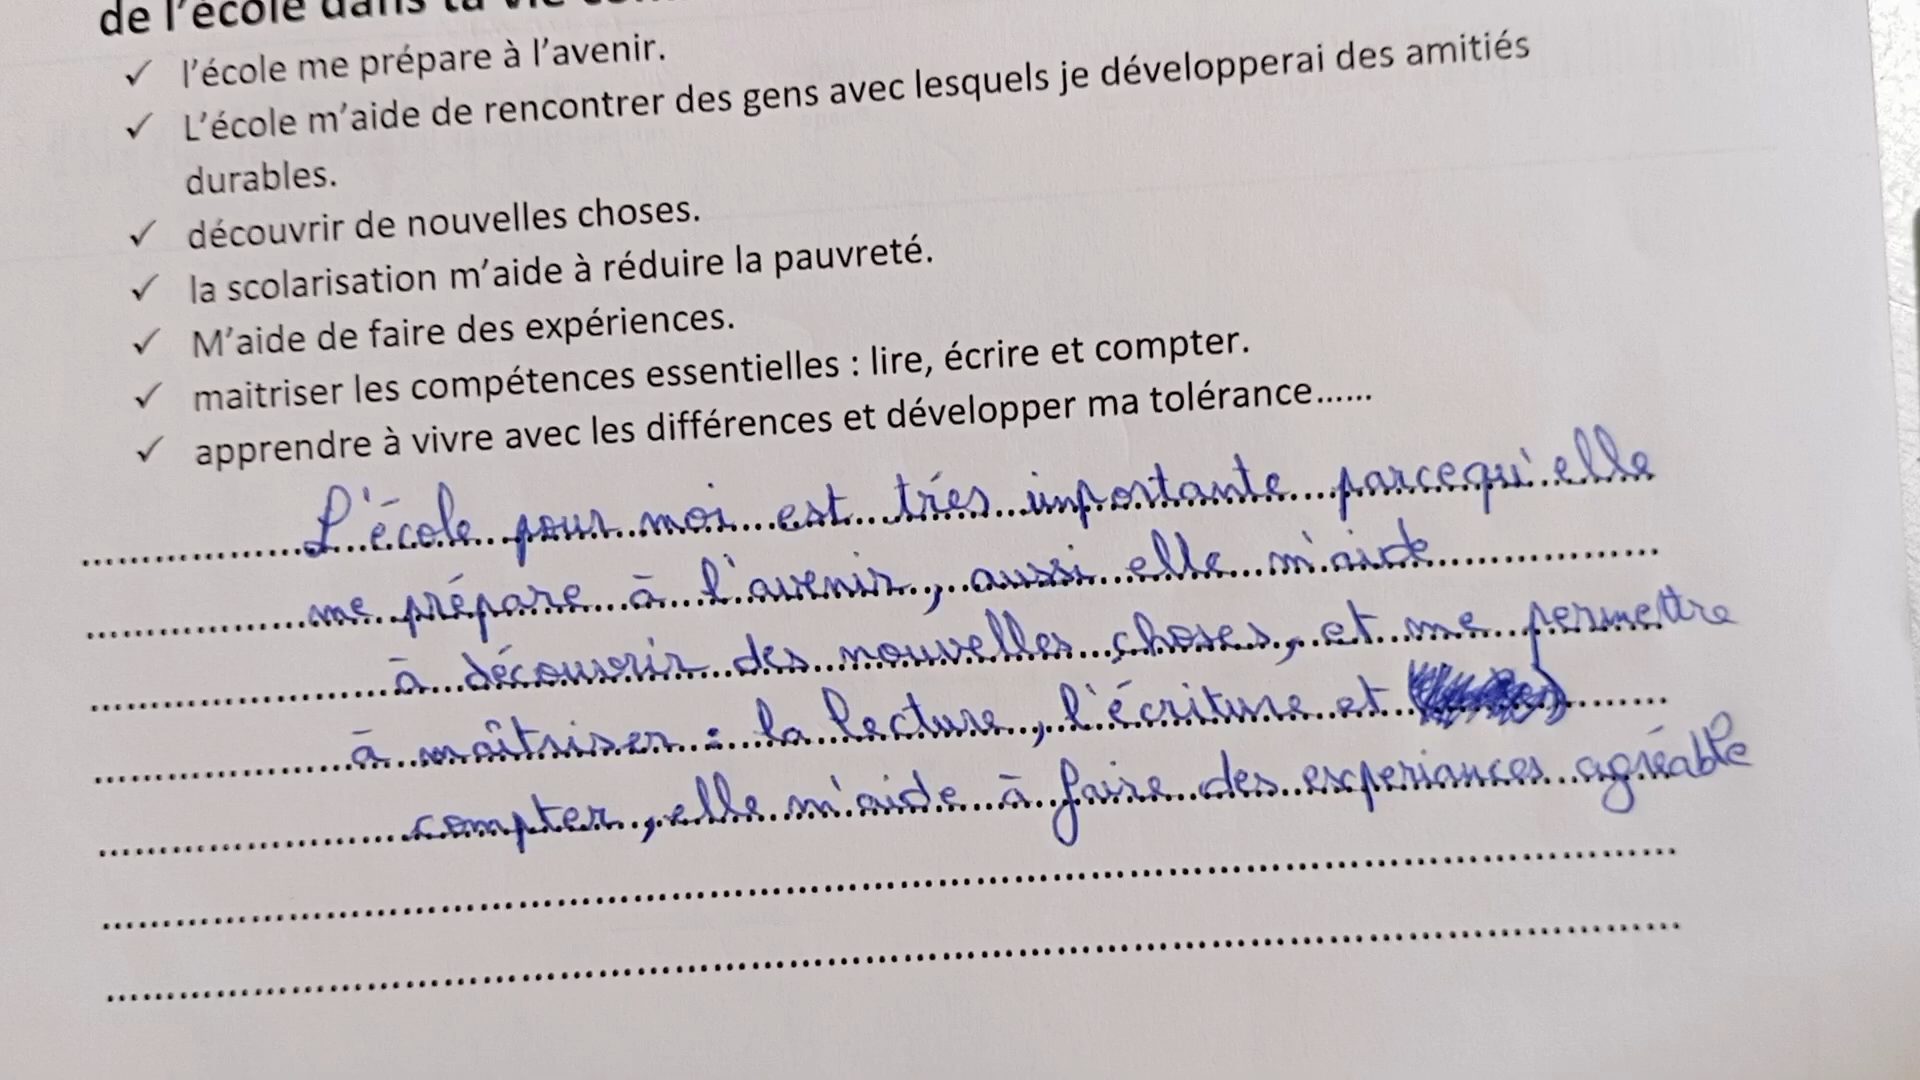 de l'école dans ta vie
✓ l'école me prépare à l'avenir.
✓ L'école m'aide de rencontrer des gens avec lesquels je développerai des amitiés
durables.
✓ découvrir de nouvelles choses.
✓ la scolarisation m'aide à réduire la pauvreté.
✓ M'aide de faire des expériences.
✓ maitriser les compétences essentielles : lire, écrire et compter.
✓ apprendre à vivre avec les différences et développer ma tolérance......
L'école pour moi est trés importante parcequ'elle
me prépare à l'avenir, aussi elle m'aide
à découvrir des nouvelles choses, et me permettre
à maîtriser : la lecture, l'écriture et
compter, elle m'aide à faire des experiances agréable